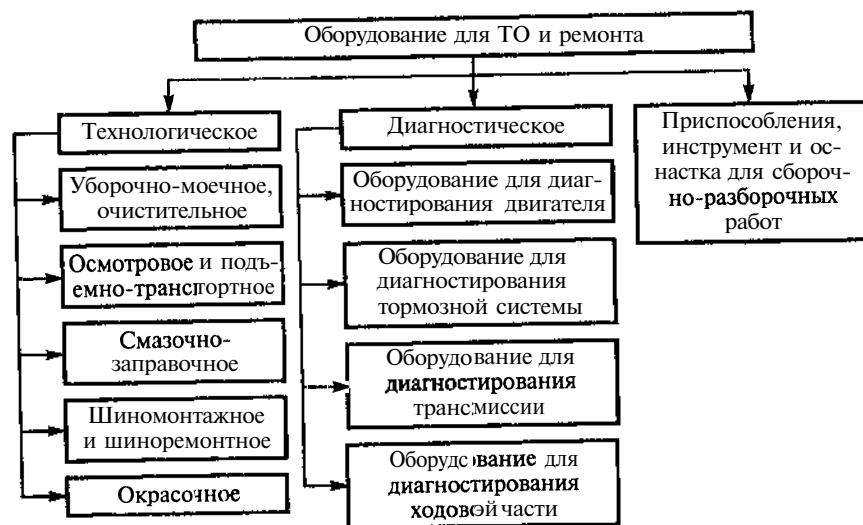 Оборудование для ТО и ремонта
Технологическое
Уборочно-моечное,
очистительное
Осмотровое и подъ-
емно-транспортное
Смазочно-
заправочное
Шиномонтажное
и шиноремонтное
Окрасочное
Диагностическое
Оборудование для диаг-
ностирования двигателя
Оборудование для
диагностирования
тормозной системы
Оборудование для
диагностирования
трансмиссии
Оборудование для
диагностирования
ходовой части
Приспособления,
инструмент и ос-
настка для сбороч-
но-разборочных
работ